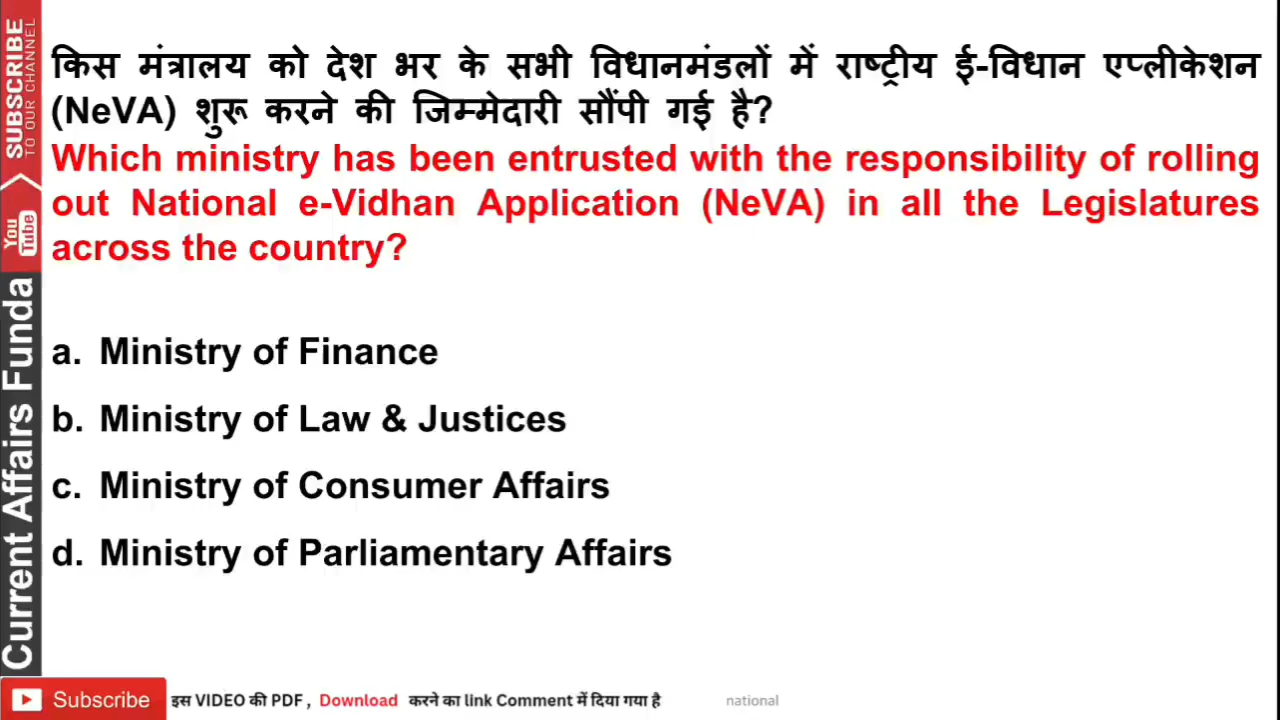 किस मंत्रालय को देश भर के सभी विधानमंडलों में राष्ट्रीय ई-विधान एप्लीकेशन
(NeVA) शुरू करने की जिम्मेदारी सौंपी गई है?
Which ministry has been entrusted with the responsibility of rolling
out National e-Vidhan Application (NeVA) in all the Legislatures
across the country?
a. Ministry of Finance
b. Ministry of Law & Justices
c. Ministry of Consumer Affairs
d. Ministry of Parliamentary Affairs
SUBSCRIBE
TO OUR CHANNEL
You Tube
Current Affairs Funda
Subscribe इस VIDEO की PDF , Download करने का link Comment में दिया गया है national